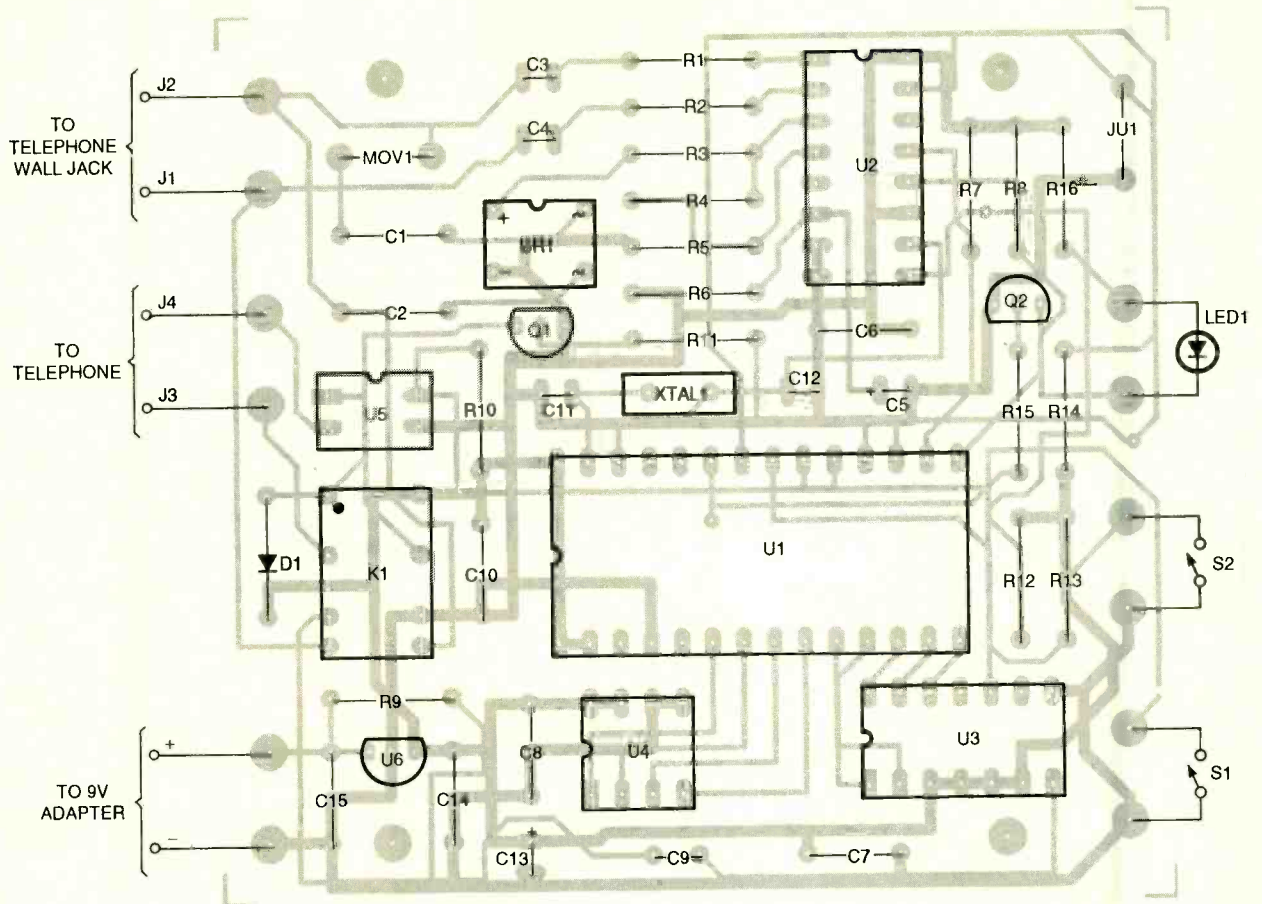 C3
R1
J2
R2
TO
TELEPHONE
WALL JACK
C4
JU1
MOV1
R3
U2
J1
R4
R7
R8
R16
+
C1
BR1
R5
J4
R6
Q2
C2
Q1
C6
LED1
R11
TO
TELEPHONE
C12
J3
U5
R10
C11
XTAL1
+
C5
R15
R14
U1
D1
K1
C10
R12
R13
S2
R9
+
U6
C8
U4
U3
S1
TO 9V
ADAPTER
C15
C14
−
+
C13
C9
C7